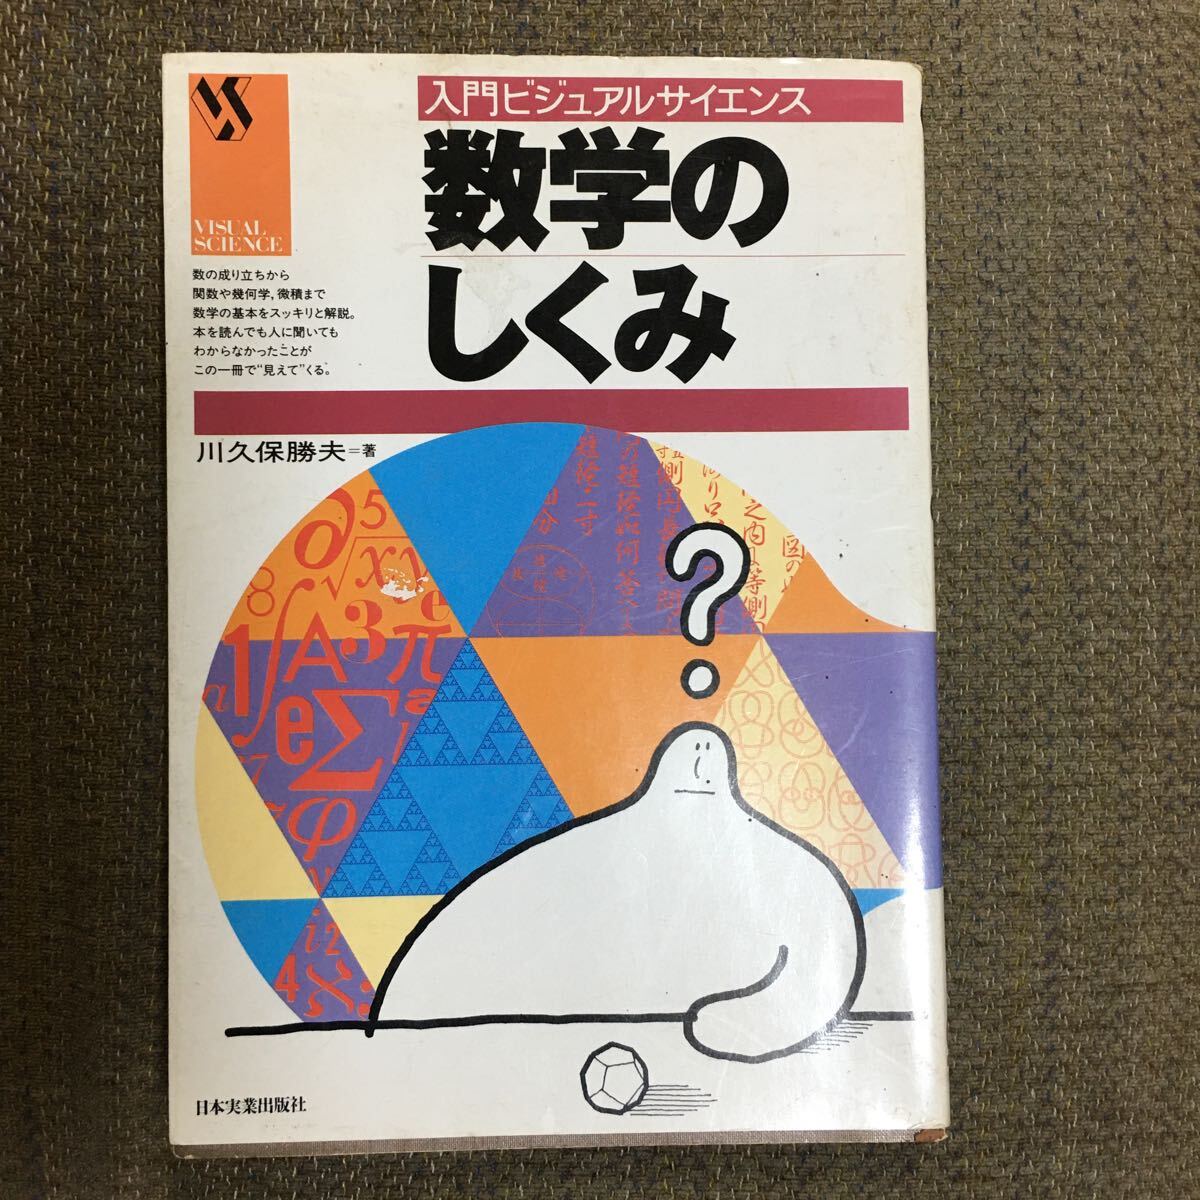 入門ビジュアルサイエンス
数学の
しくみ
VISUAL
SCIENCE
数の成り立ちから
関数や幾何学,微積まで
数学の基本をスッキリと解説。
本を読んでも人に聞いても
わからなかったことが
この一冊で“見えて”くる。
川久保勝夫=著
?
日本実業出版社